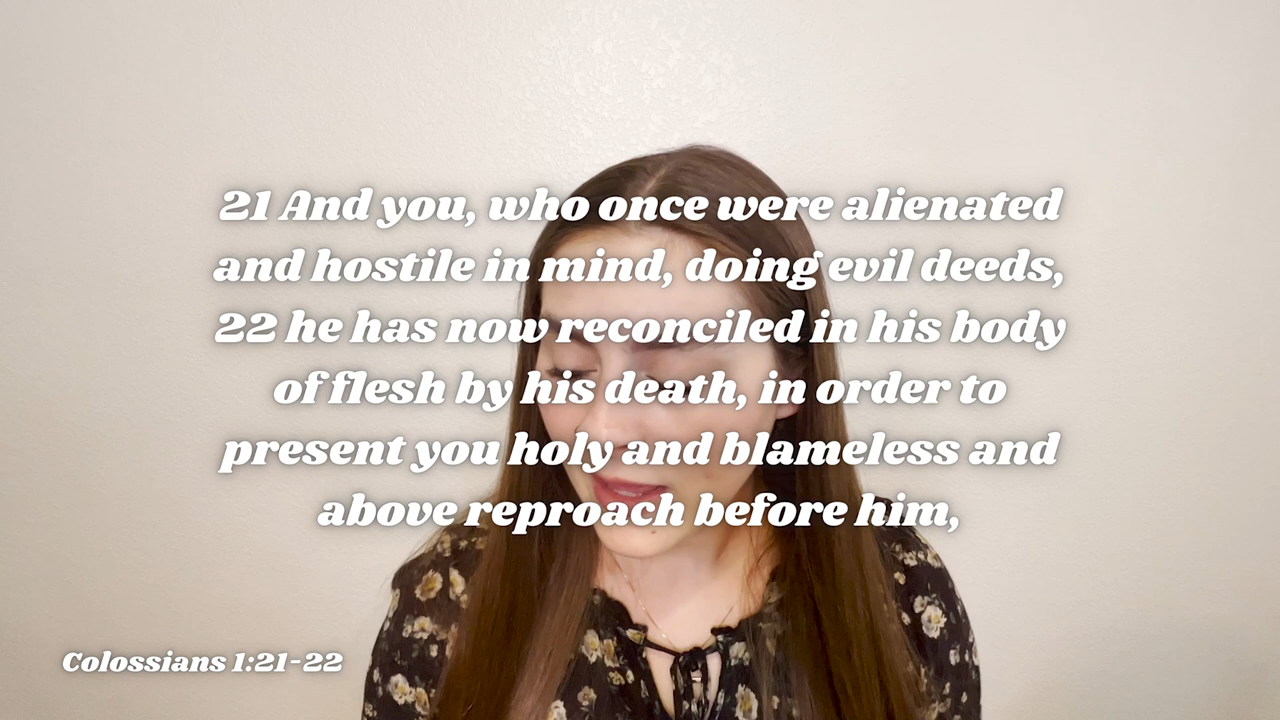 21 And you, who once were alienated
and hostile in mind, doing evil deeds,
22 he has now reconciled in his body
of flesh by his death, in order to
present you holy and blameless and
above reproach before him,
Colossians 1:21-22